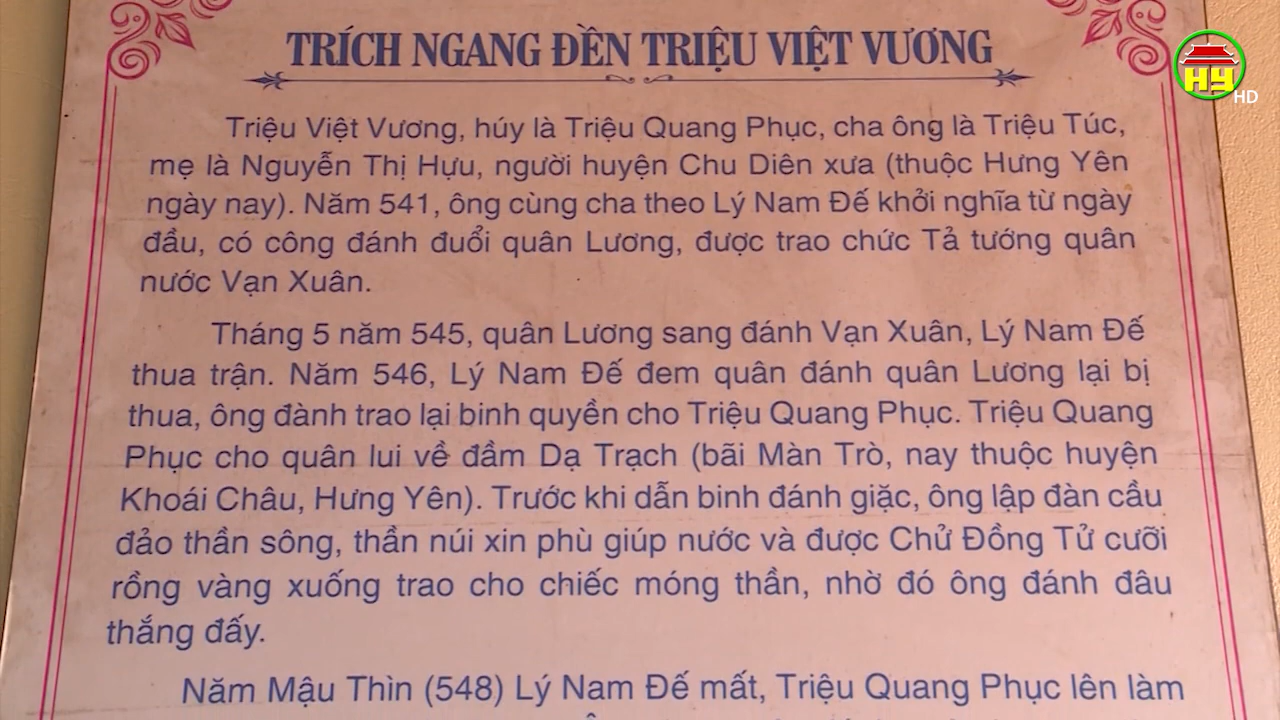 TRÍCH NGANG ĐỀN TRIỆU VIỆT VƯƠNG
HY
HD
Triệu Việt Vương, húy là Triệu Quang Phục, cha ông là Triệu Túc,
mẹ là Nguyễn Thị Hựu, người huyện Chu Diên xưa (thuộc Hưng Yên
ngày nay). Năm 541, ông cùng cha theo Lý Nam Đế khởi nghĩa từ ngày
đầu, có công đánh đuổi quân Lương, được trao chức Tả tướng quân
nước Vạn Xuân.
Tháng 5 năm 545, quân Lương sang đánh Vạn Xuân, Lý Nam Đế
thua trận. Năm 546, Lý Nam Đế đem quân đánh quân Lương lại bị
thua, ông đành trao lại binh quyền cho Triệu Quang Phục. Triệu Quang
Phục cho quân lui về đầm Dạ Trạch (bãi Màn Trò, nay thuộc huyện
Khoái Châu, Hưng Yên). Trước khi dẫn binh đánh giặc, ông lập đàn cầu
đảo thần sông, thần núi xin phù giúp nước và được Chử Đồng Tử cưỡi
rồng vàng xuống trao cho chiếc móng thần, nhờ đó ông đánh đâu
thắng đấy.
Năm Mậu Thìn (548) Lý Nam Đế mất, Triệu Quang Phục lên làm